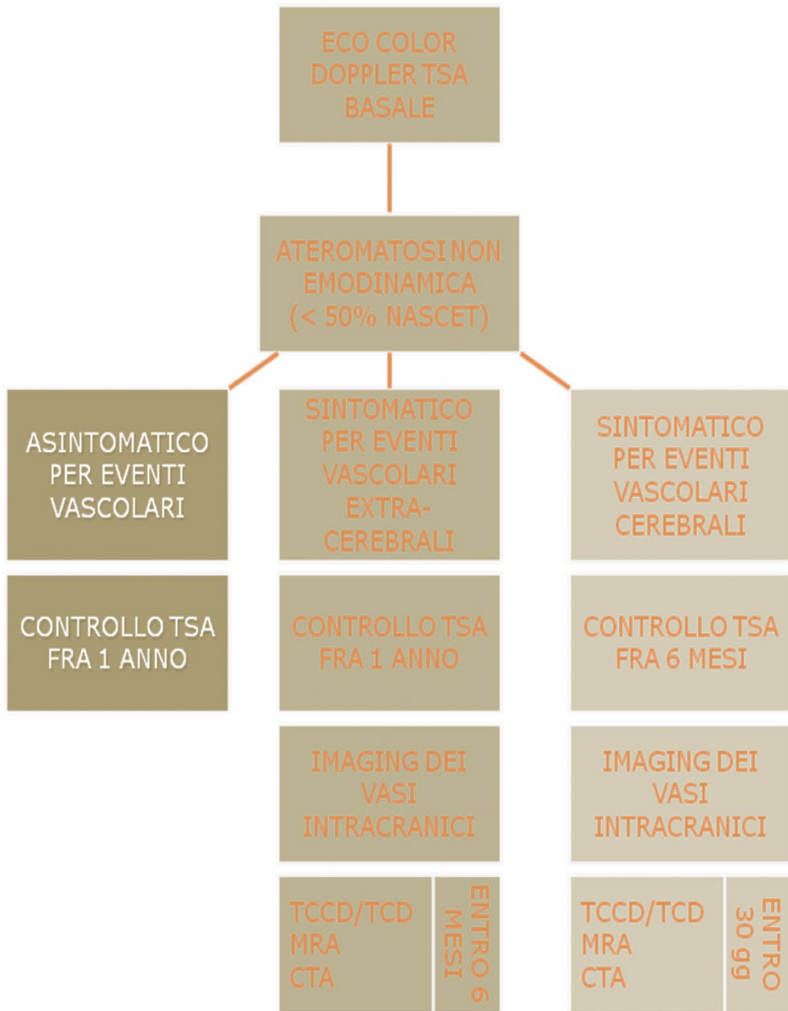 ECO COLOR
DOPPLER TSA
BASALE
ATEROMATOSI NON
EMODINAMICA
(< 50% NASCET)
ASINTOMATICO
PER EVENTI
VASCOLARI
CONTROLLO TSA
FRA 1 ANNO
SINTOMATICO
PER EVENTI
VASCOLARI
EXTRA-
CEREBRALI
CONTROLLO TSA
FRA 1 ANNO
IMAGING DEI
VASI
INTRACRANICI
TCCD/TCD
MRA
CTA
ENTRO 6
MESI
SINTOMATICO
PER EVENTI
VASCOLARI
CEREBRALI
CONTROLLO TSA
FRA 6 MESI
IMAGING DEI
VASI
INTRACRANICI
TCCD/TCD
MRA
CTA
ENTRO
30 gg